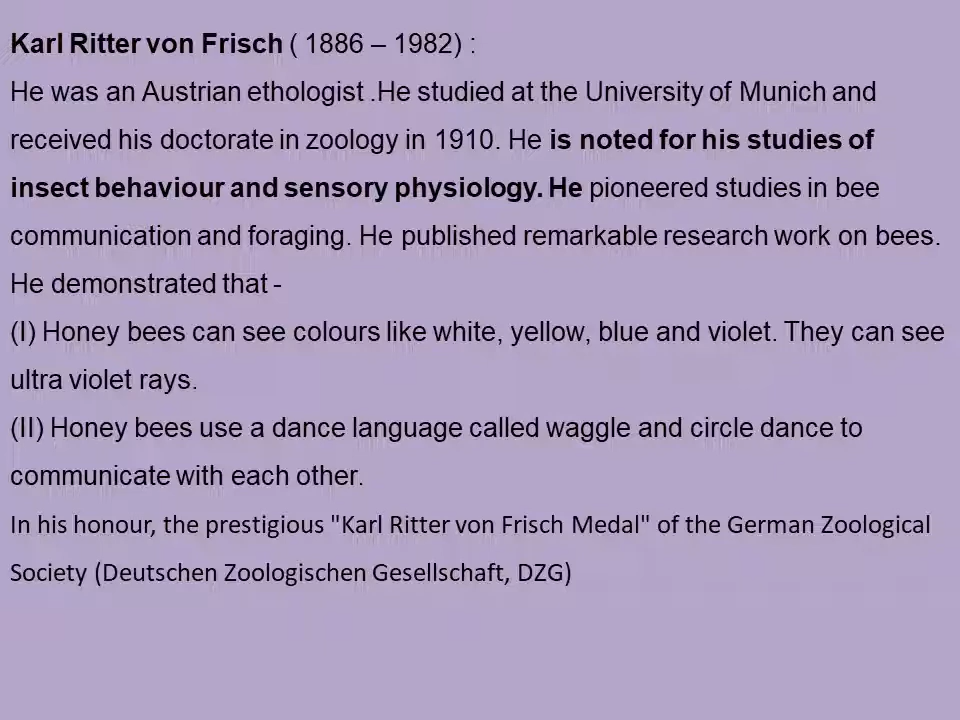 Karl Ritter von Frisch ( 1886 – 1982) :
He was an Austrian ethologist .He studied at the University of Munich and
received his doctorate in zoology in 1910. He is noted for his studies of
insect behaviour and sensory physiology. He pioneered studies in bee
communication and foraging. He published remarkable research work on bees.
He demonstrated that -
(I) Honey bees can see colours like white, yellow, blue and violet. They can see
ultra violet rays.
(II) Honey bees use a dance language called waggle and circle dance to
communicate with each other.
In his honour, the prestigious "Karl Ritter von Frisch Medal" of the German Zoological
Society (Deutschen Zoologischen Gesellschaft, DZG)